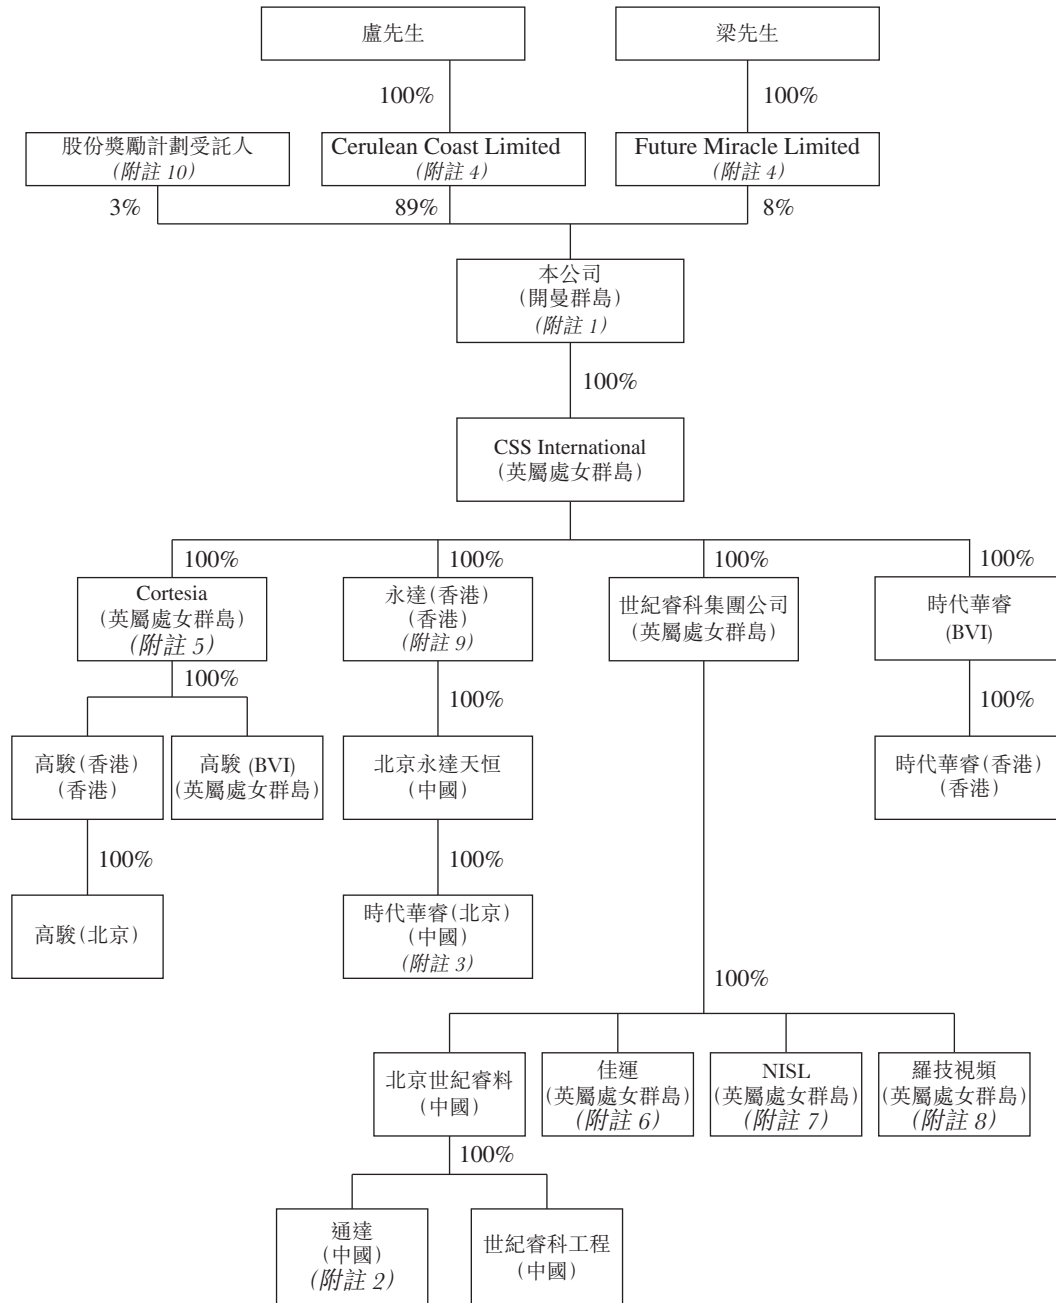 盧先生
梁先生
100%
100%
股份獎勵計劃受託人
(附註 10)
Cerulean Coast Limited
(附註 4)
Future Miracle Limited
(附註 4)
3%
89%
8%
本公司
(開曼群島)
(附註 1)
100%
CSS International
(英屬處女群島)
100%
100%
100%
100%
Cortesia
(英屬處女群島)
(附註 5)
永達(香港)
(香港)
(附註 9)
世紀睿科集團公司
(英屬處女群島)
時代華睿
(BVI)
100%
100%
100%
高駿(香港)
(香港)
高駿 (BVI)
(英屬處女群島)
北京永達天恒
(中國)
時代華睿(香港)
(香港)
100%
100%
高駿(北京)
時代華睿(北京)
(中國)
(附註 3)
100%
北京世紀睿科
(中國)
佳運
(英屬處女群島)
(附註 6)
NISL
(英屬處女群島)
(附註 7)
羅技視頻
(英屬處女群島)
(附註 8)
100%
通達
(中國)
(附註 2)
世紀睿科工程
(中國)